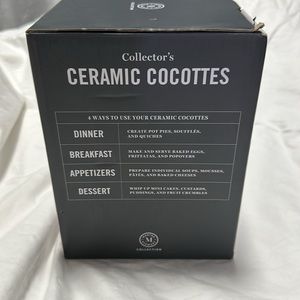 Collector's
CERAMIC COCOTTES
4 WAYS TO USE YOUR CERAMIC COCOTTES
DINNER
CREATE POT PIES, SOUFFLÉS,
AND QUICHES
BREAKFAST
MAKE AND SERVE BAKED EGGS,
FRITTATAS, AND POPOVERS
APPETIZERS
PREPARE INDIVIDUAL SOUPS, MOUSSES,
PÂTÉS, AND BAKED CHEESES
DESSERT
WHIP UP MINI CAKES, CUSTARDS,
PUDDINGS, AND FRUIT CRUMBLES
M
COLLECTION